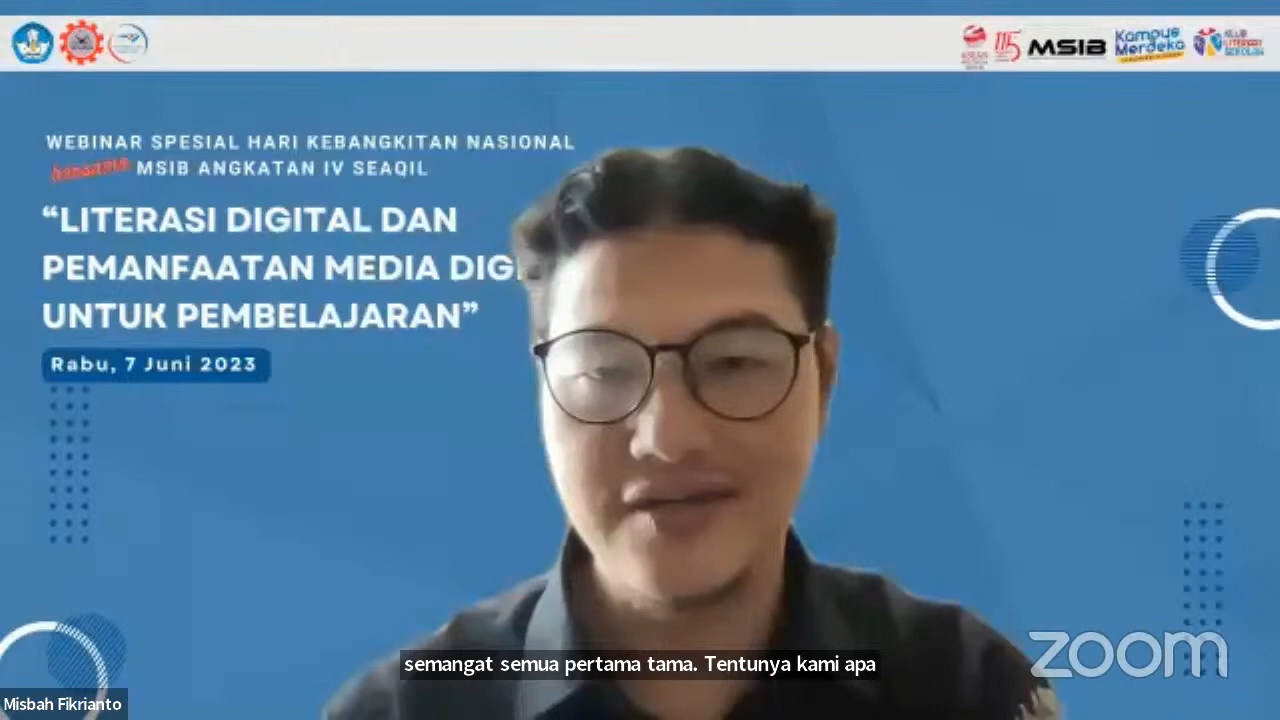 MSIB
Kampus
Merdeka
WEBINAR SPESIAL HARI KEBANGKITAN NASIONAL
bersama MSIB ANGKATAN IV SEAQIL
“LITERASI DIGITAL DAN
PEMANFAATAN MEDIA DIGI
UNTUK PEMBELAJARAN”
Rabu, 7 Juni 2023
semangat semua pertama tama. Tentunya kami apa
zoom
Misbah Fikrianto